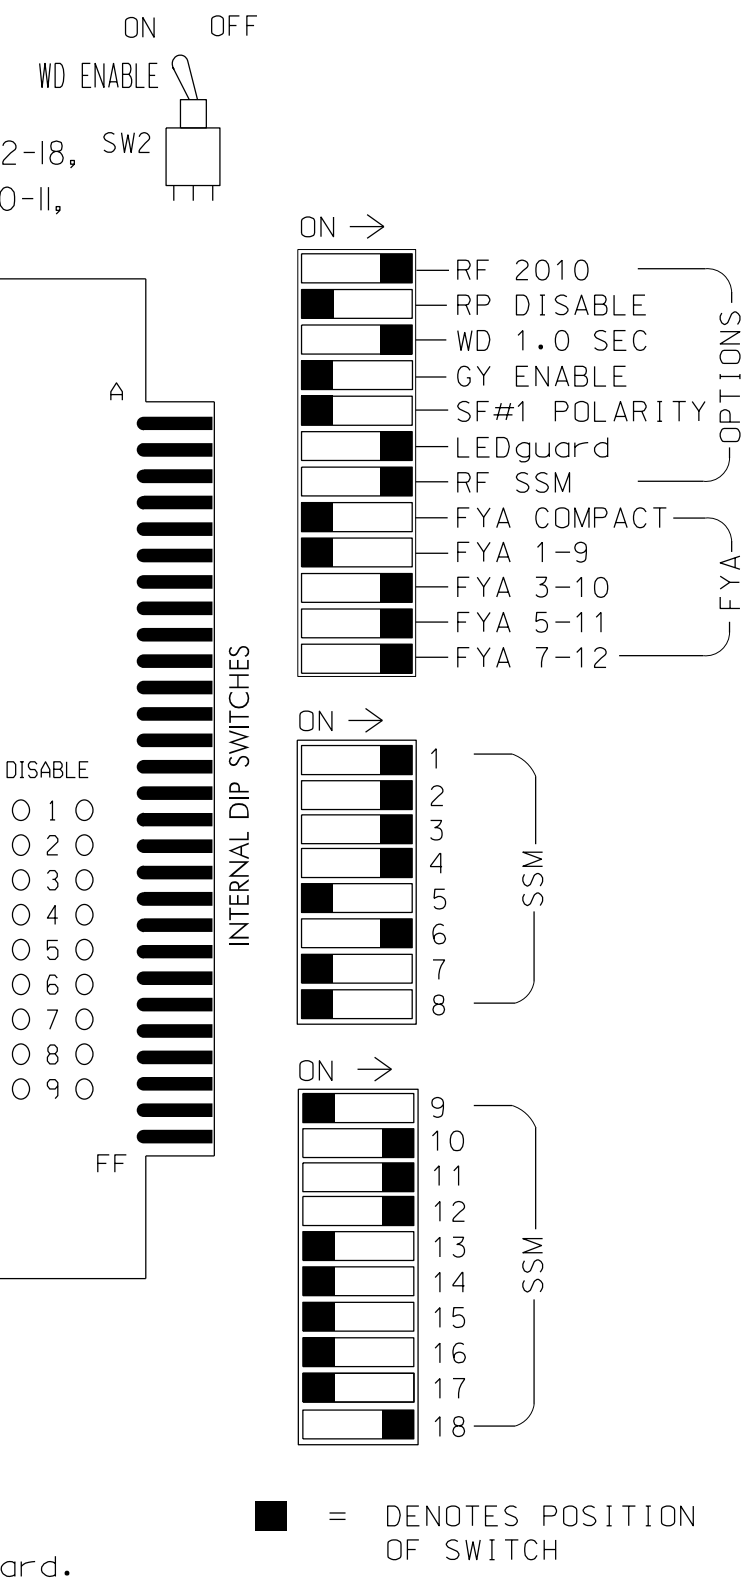 ON OFF
WD ENABLE
SW2
2-18,
0-11,
ON
RF 2010
RP DISABLE
WD 1.0 SEC
GY ENABLE
SF#1 POLARITY
LEDguard
RF SSM
OPTIONS
FYA COMPACT
FYA 1-9
FYA 3-10
FYA 5-11
FYA 7-12
FYA
A
FF
INTERNAL DIP SWITCHES
DISABLE
1
2
3
4
5
6
7
8
9
ON
1
2
3
4
5
6
7
8
SSM
ON
9
10
11
12
13
14
15
16
17
18
SSM
= DENOTES POSITION
OF SWITCH
ard.